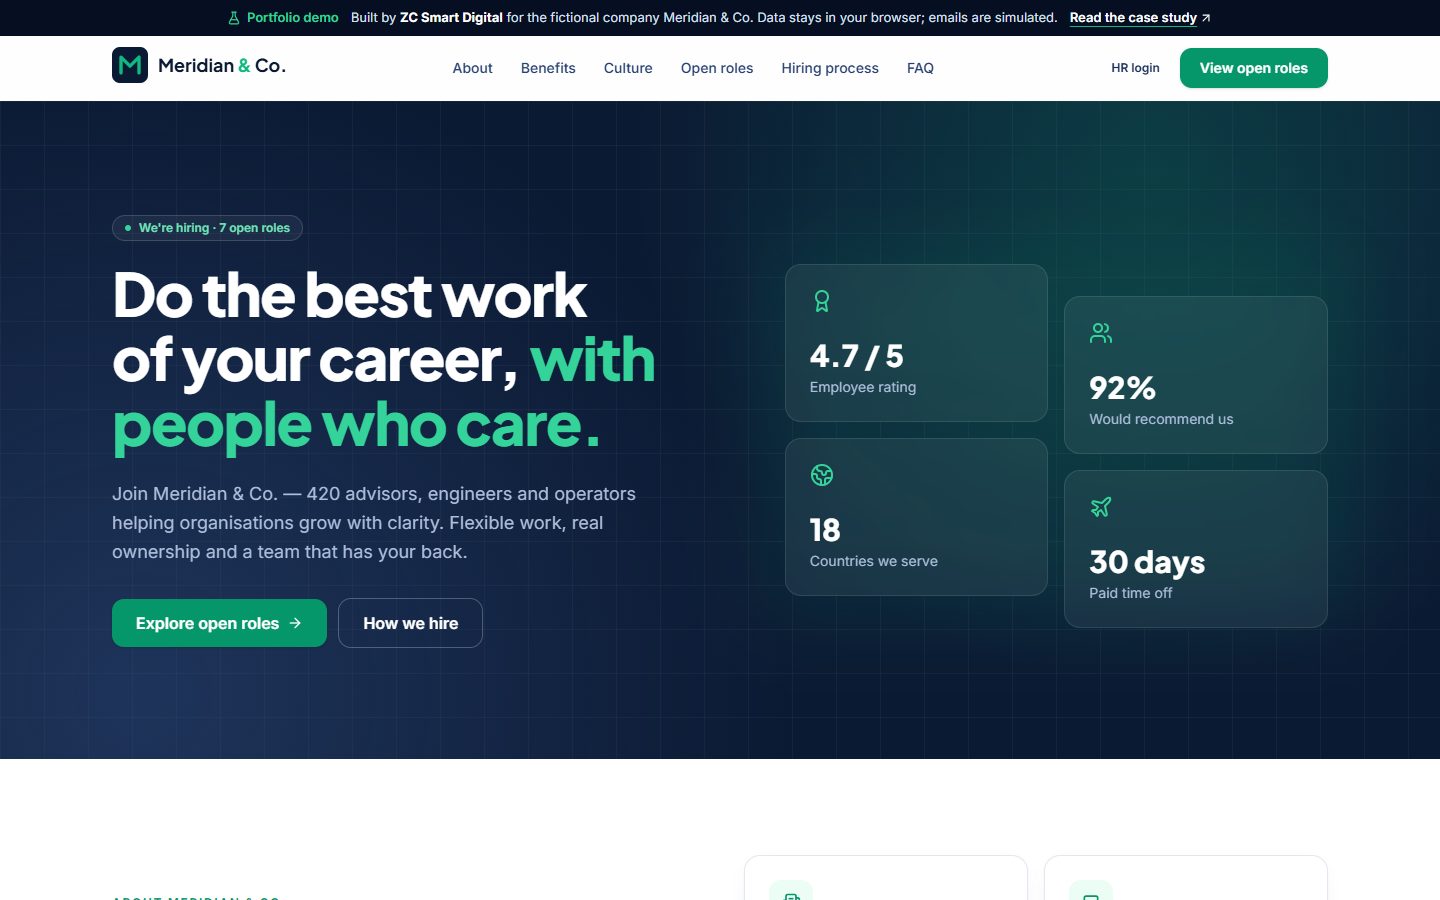 Portfolio demo Built by ZC Smart Digital for the fictional company Meridian & Co. Data stays in your browser; emails are simulated. Read the case study
Meridian & Co.
About
Benefits
Culture
Open roles
Hiring process
FAQ
HR login
View open roles
We're hiring · 7 open roles
Do the best work
of your career, with
people who care.
Join Meridian & Co. — 420 advisors, engineers and operators
helping organisations grow with clarity. Flexible work, real
ownership and a team that has your back.
Explore open roles
How we hire
4.7 / 5
Employee rating
92%
Would recommend us
18
Countries we serve
30 days
Paid time off